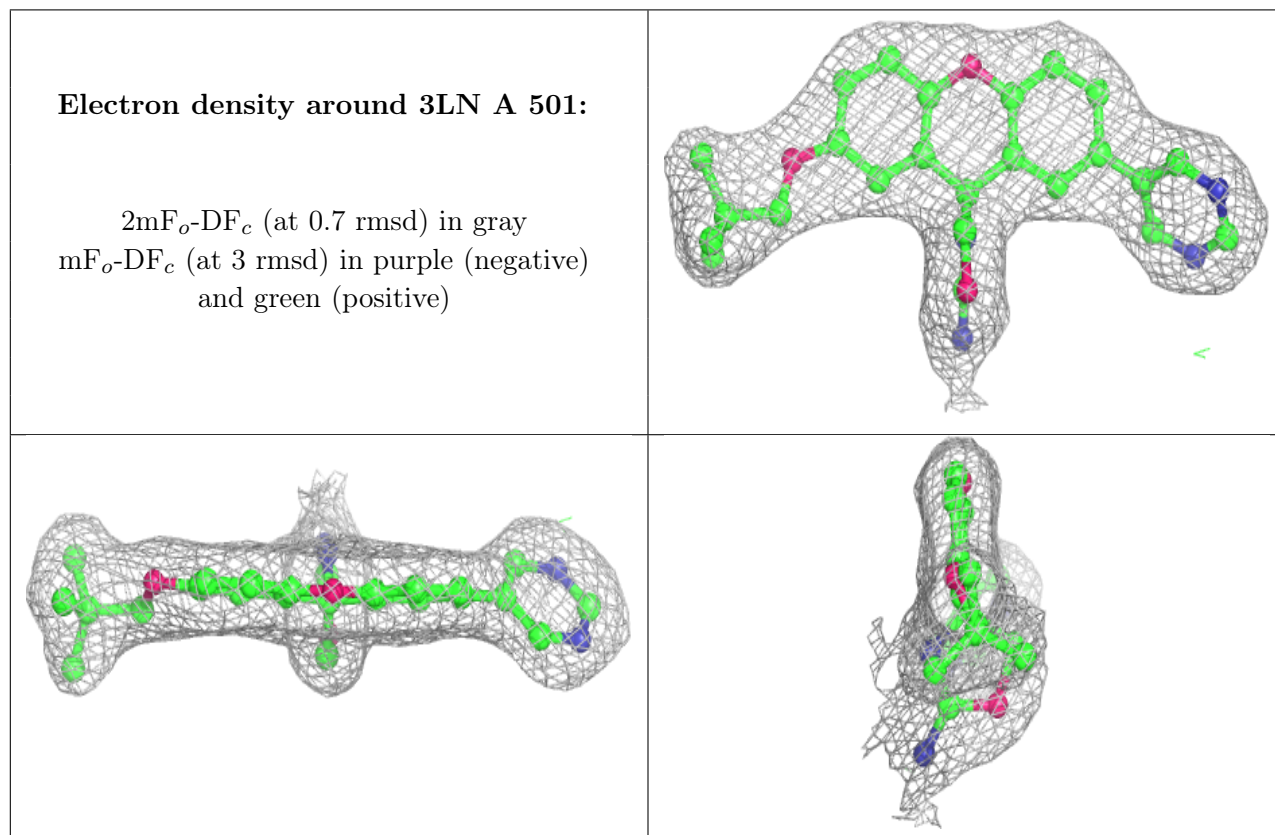 Electron density around 3LN A 501:
2mFo-DFc (at 0.7 rmsd) in gray
mFo-DFc (at 3 rmsd) in purple (negative)
and green (positive)